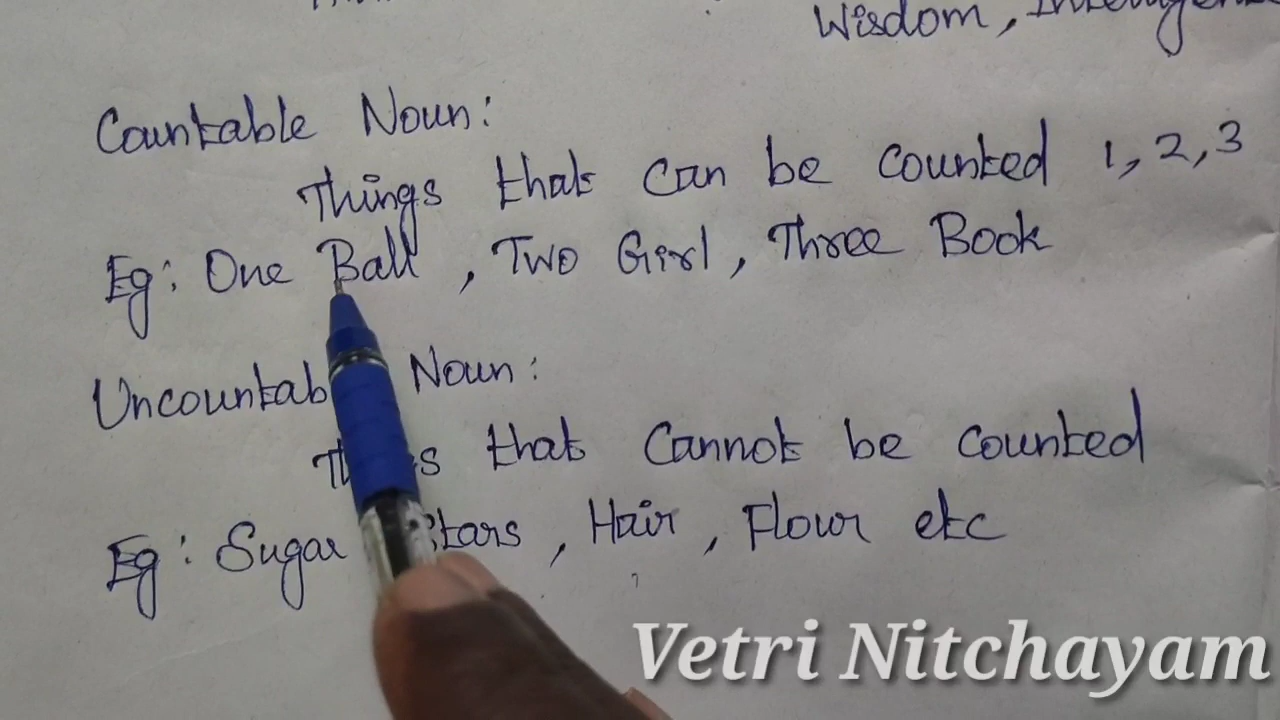 Wisdom,
Countable Noun:
Things that can be counted 1,2,3
Eg: One Ball, Two Girl, Three Book
Noun:
that cannot be counted
Eg: Sugar Stars, Hair, Flour etc
Vetri Nitchayam